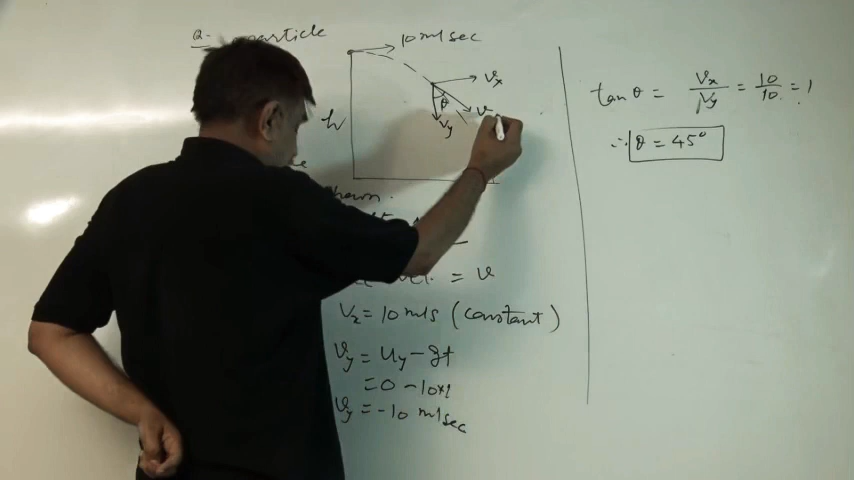 Q. particle
10 m/sec
Vx
θ
V
Vy
h
shown.
= V
Vx = 10 m/s (constant)
Vy = Uy - gt
= 0 - 10×1
Vy = -10 m/sec
tan θ = Vx/Vy = 10/10 = 1
∴ θ = 45°